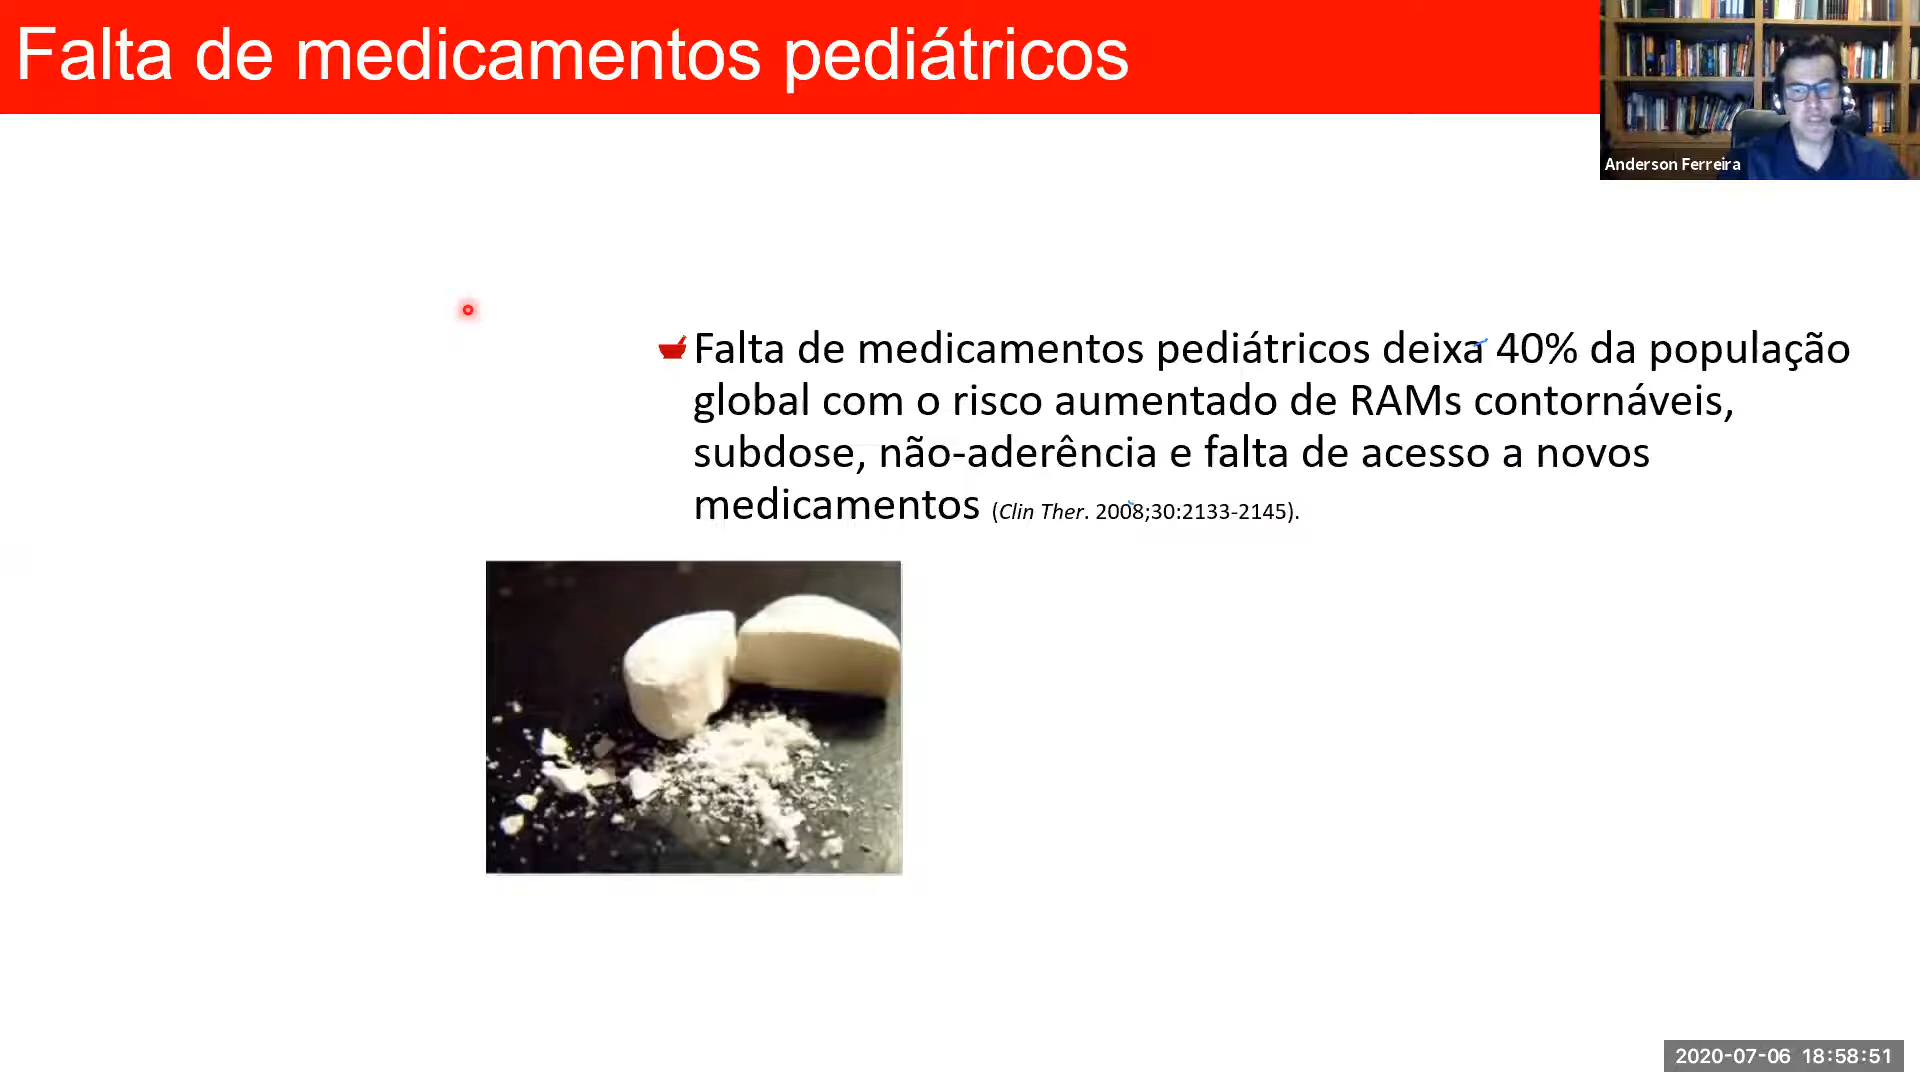 Falta de medicamentos pediátricos
Anderson Ferreira
Falta de medicamentos pediátricos deixa 40% da população
global com o risco aumentado de RAMs contornáveis,
subdose, não-aderência e falta de acesso a novos
medicamentos (Clin Ther. 2008;30:2133-2145).
2020-07-06 18:58:51